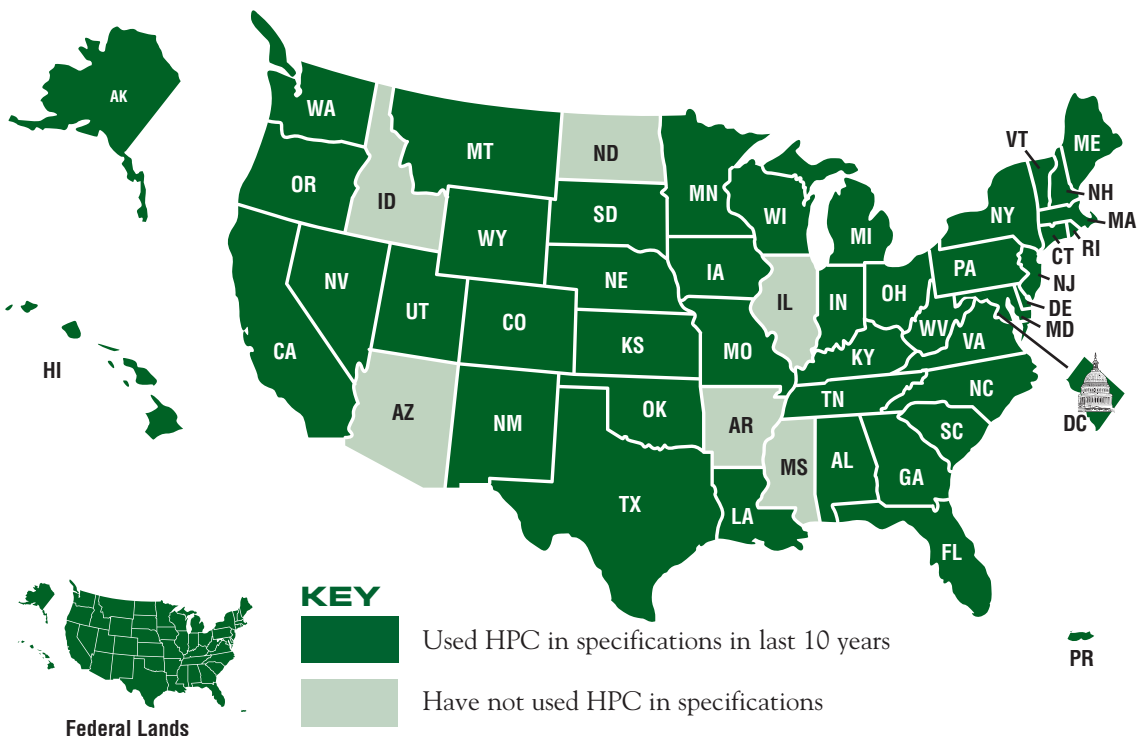 AK
WA
MT
ND
MN
VT
ME
OR
ID
SD
WI
MI
NY
NH
MA
WY
CT
RI
NV
UT
NE
IA
PA
NJ
CA
CO
IL
IN
OH
DE
MD
HI
KS
MO
KY
WV
VA
AZ
NM
OK
AR
TN
NC
DC
SC
TX
LA
MS
AL
GA
FL
KEY
Used HPC in specifications in last 10 years
Have not used HPC in specifications
PR
Federal Lands